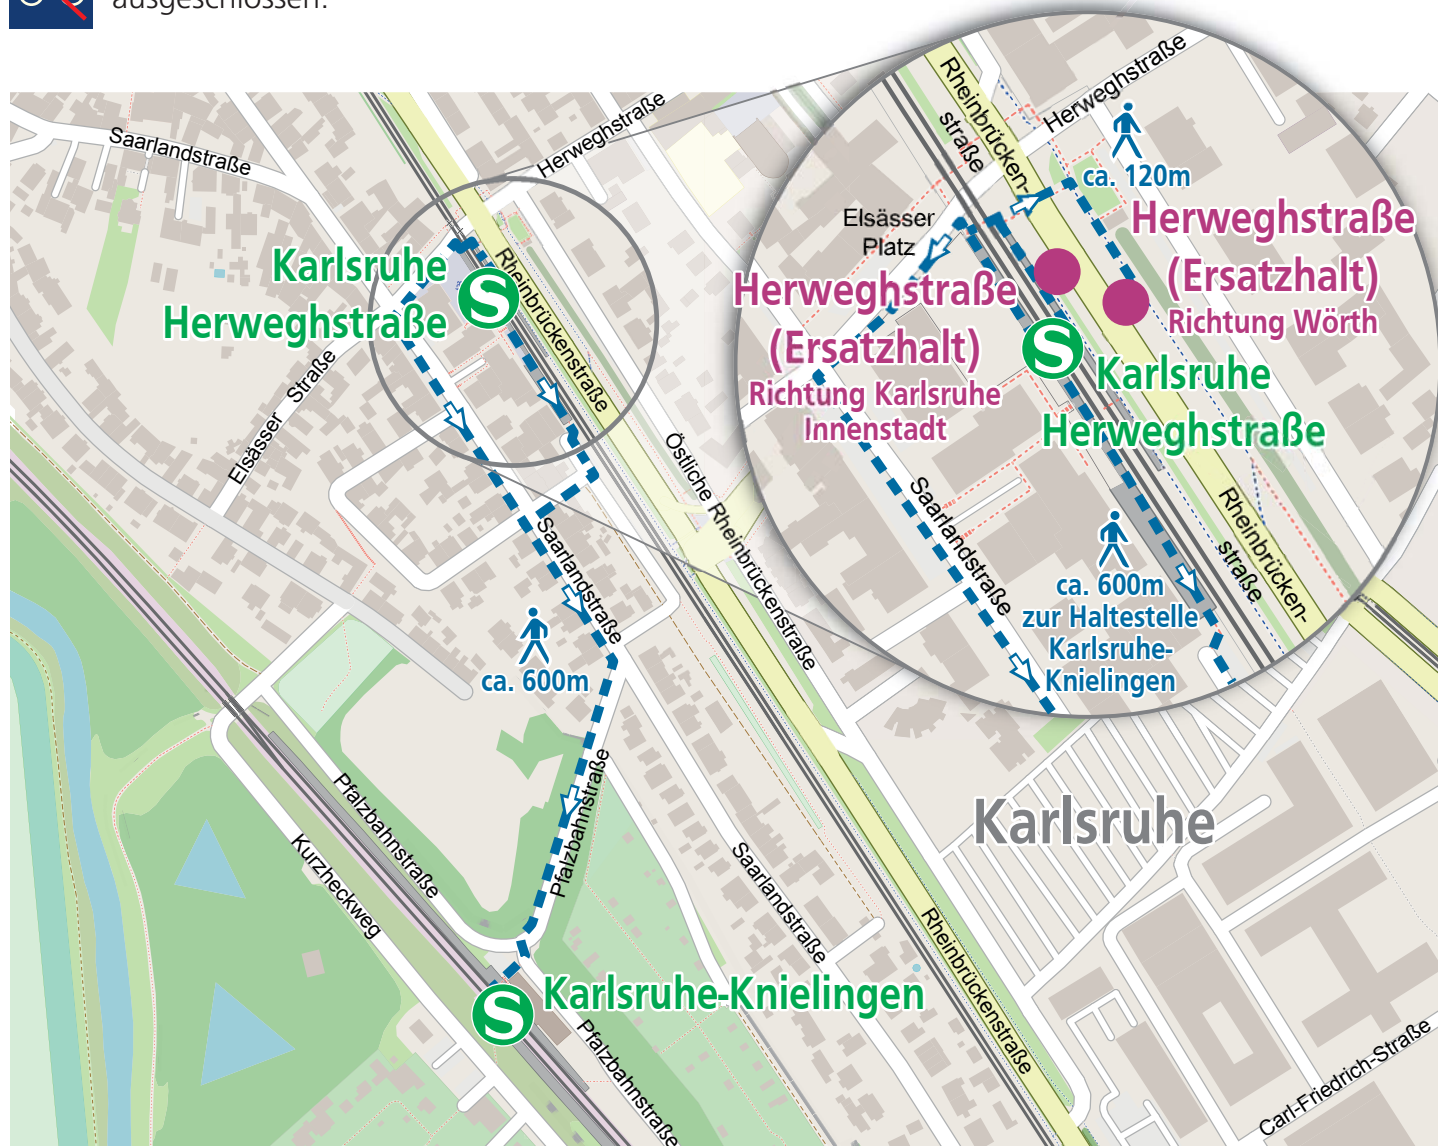 ausgeschlossen.
Saarlandstraße
Herweghstraße
Karlsruhe
Herweghstraße
Rheinbrückenstraße
Elsässer Straße
Östliche Rheinbrückenstraße
Saarlandstraße
ca. 600m
Pfalzbahnstraße
Pfalzbahnstraße
Kurzheckweg
Saarlandstraße
Rheinbrückenstraße
S
S
Karlsruhe-Knielingen
Pfalzbahnstraße
Karlsruhe
Carl-Friedrich-Straße
Rheinbrücken-
straße
Herweghstraße
ca. 120m
Elsässer
Platz
Herweghstraße
(Ersatzhalt)
Richtung Wörth
Herweghstraße
(Ersatzhalt)
Richtung Karlsruhe
Innenstadt
S
Karlsruhe
Herweghstraße
Saarlandstraße
Rheinbrücken-
straße
ca. 600m
zur Haltestelle
Karlsruhe-
Knielingen